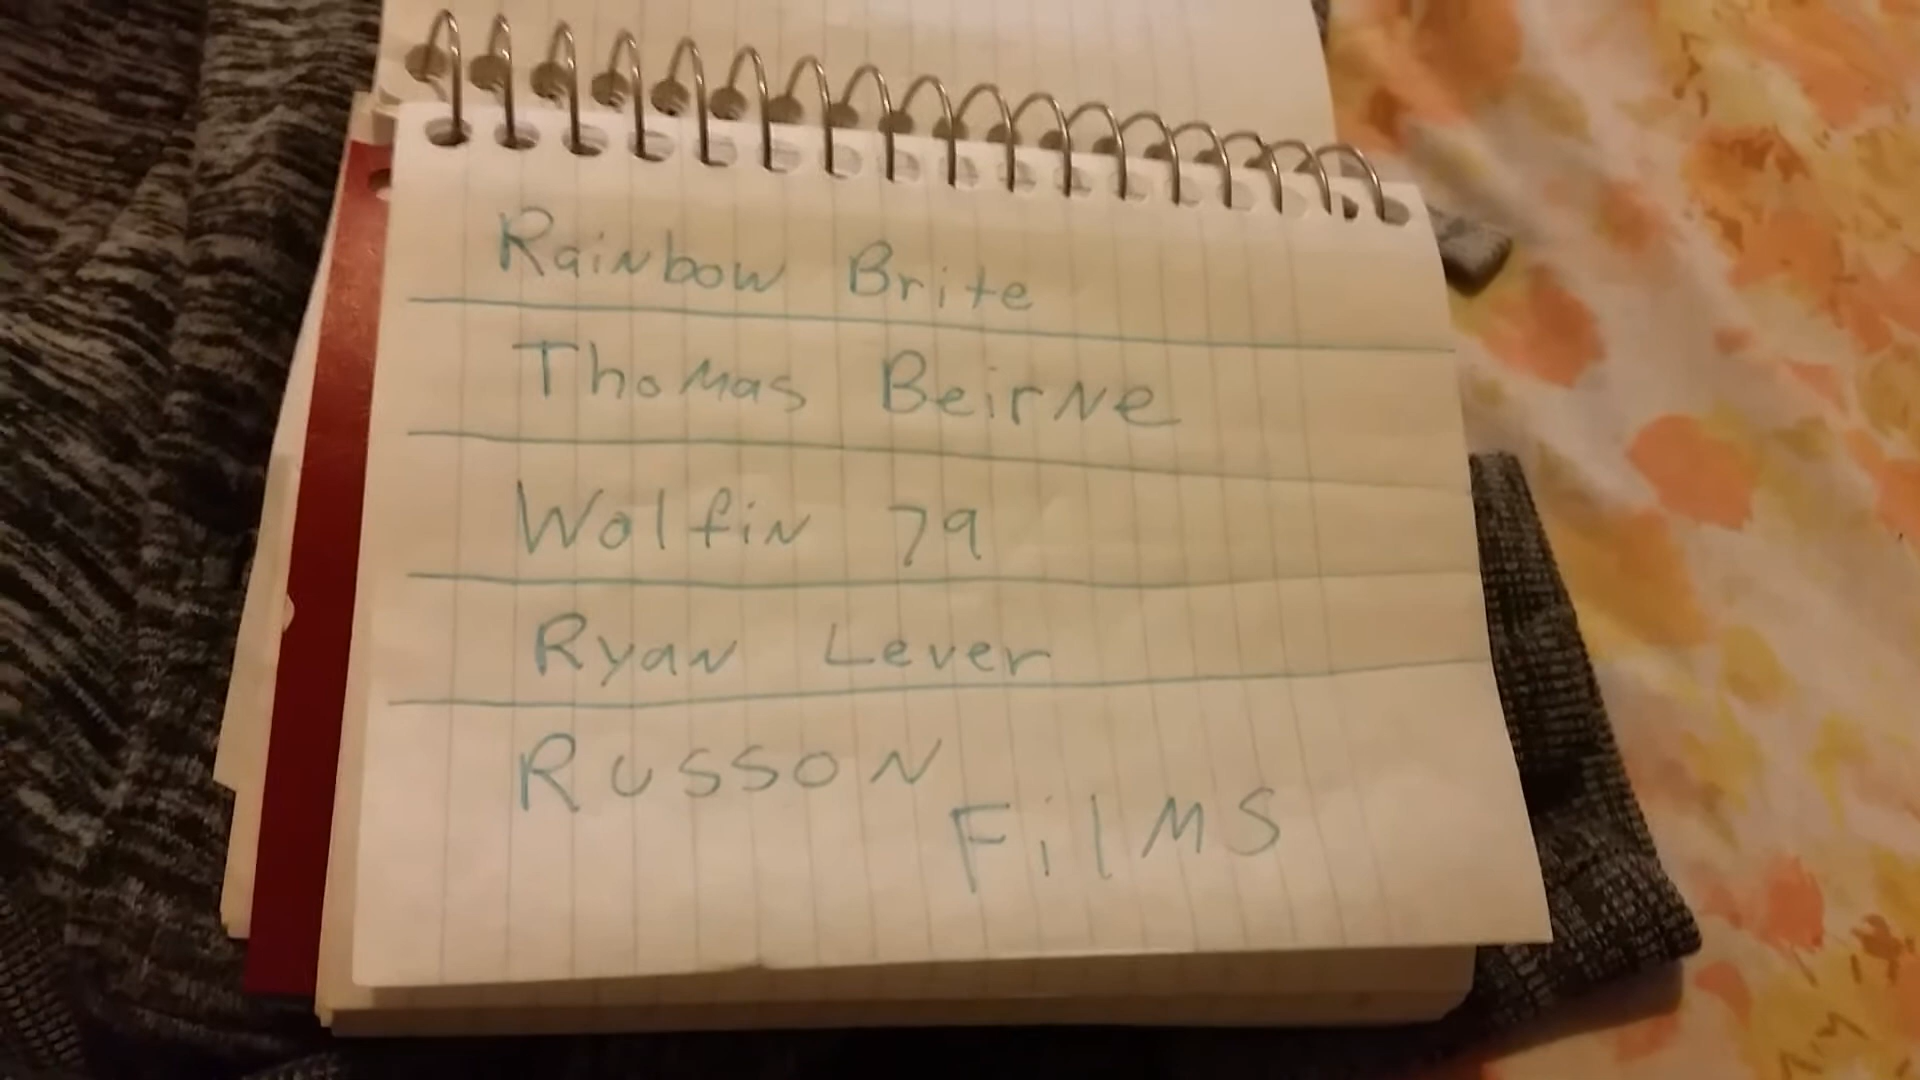 Rainbow Brite
Thomas Beirne
Wolfin 79
Ryan Lever
Russon
Films